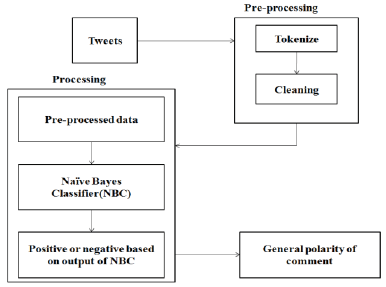 Pre-processing
Tweets
Tokenize
Cleaning
Processing
Pre-processed data
Naïve Bayes
Classifier(NBC)
Positive or negative based
on output of NBC
General polarity of
comment